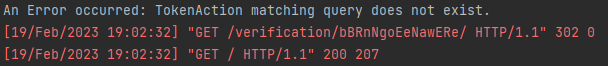 An Error occurred: TokenAction matching query does not exist.
[19/Feb/2023 19:02:32] "GET /verification/bBRnNgoEeNawERe/ HTTP/1.1" 302 0
[19/Feb/2023 19:02:32] "GET / HTTP/1.1" 200 207